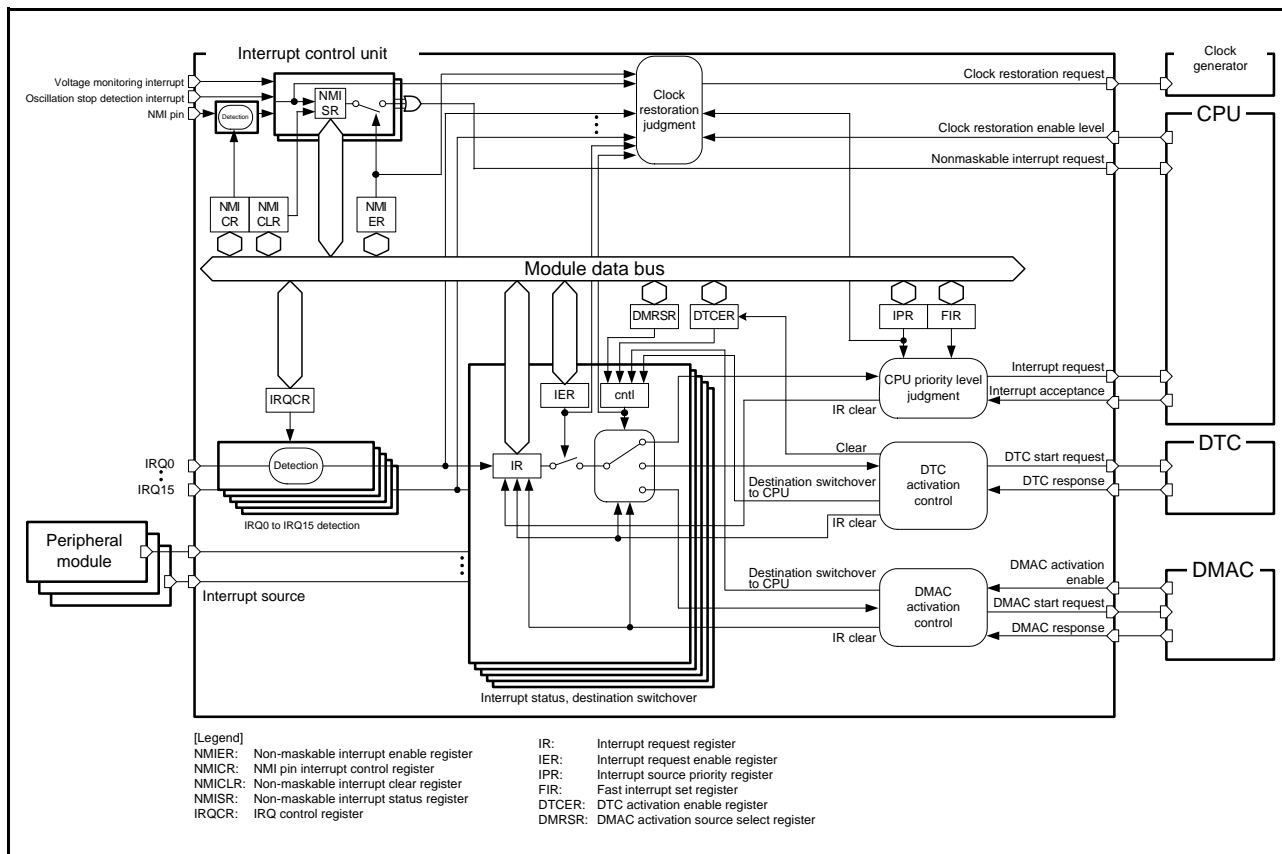 Interrupt control unit
Clock
generator
CPU
Voltage monitoring interrupt
Oscillation stop detection interrupt
NMI pin
Detection
NMI
SR
Clock
restoration
judgment
Clock restoration request
Clock restoration enable level
Nonmaskable interrupt request
NMI
CR
NMI
CLR
NMI
ER
Module data bus
DMRSR
DTCER
IPR
FIR
IRQCR
IER
cntl
CPU priority level
judgment
Interrupt request
Interrupt acceptance
IR clear
IRQ0
IRQ15
Detection
IRQ0 to IRQ15 detection
IR
Clear
Destination switchover
to CPU
IR clear
DTC
activation
control
DTC start request
DTC response
DTC
Peripheral
module
Interrupt source
Destination switchover
to CPU
IR clear
DMAC
activation
control
DMAC activation
enable
DMAC start request
DMAC response
DMAC
Interrupt status, destination switchover
[Legend]
NMIER: Non-maskable interrupt enable register
NMICR: NMI pin interrupt control register
NMICLR: Non-maskable interrupt clear register
NMISR: Non-maskable interrupt status register
IRQCR: IRQ control register
IR: Interrupt request register
IER: Interrupt request enable register
IPR: Interrupt source priority register
FIR: Fast interrupt set register
DTCER: DTC activation enable register
DMRSR: DMAC activation source select register